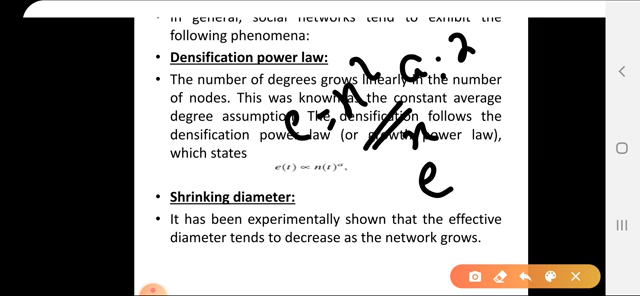 In general, social networks tend to exhibit the
following phenomena:
• Densification power law:
• The number of degrees grows linearly in the number
of nodes. This was known as the constant average
degree assumption. The densification follows the
densification power law (or growth power law),
which states
e(t) ∝ n(t)ᵅ,
• Shrinking diameter:
• It has been experimentally shown that the effective
diameter tends to decrease as the network grows.
e = n²
a : 2
n
e